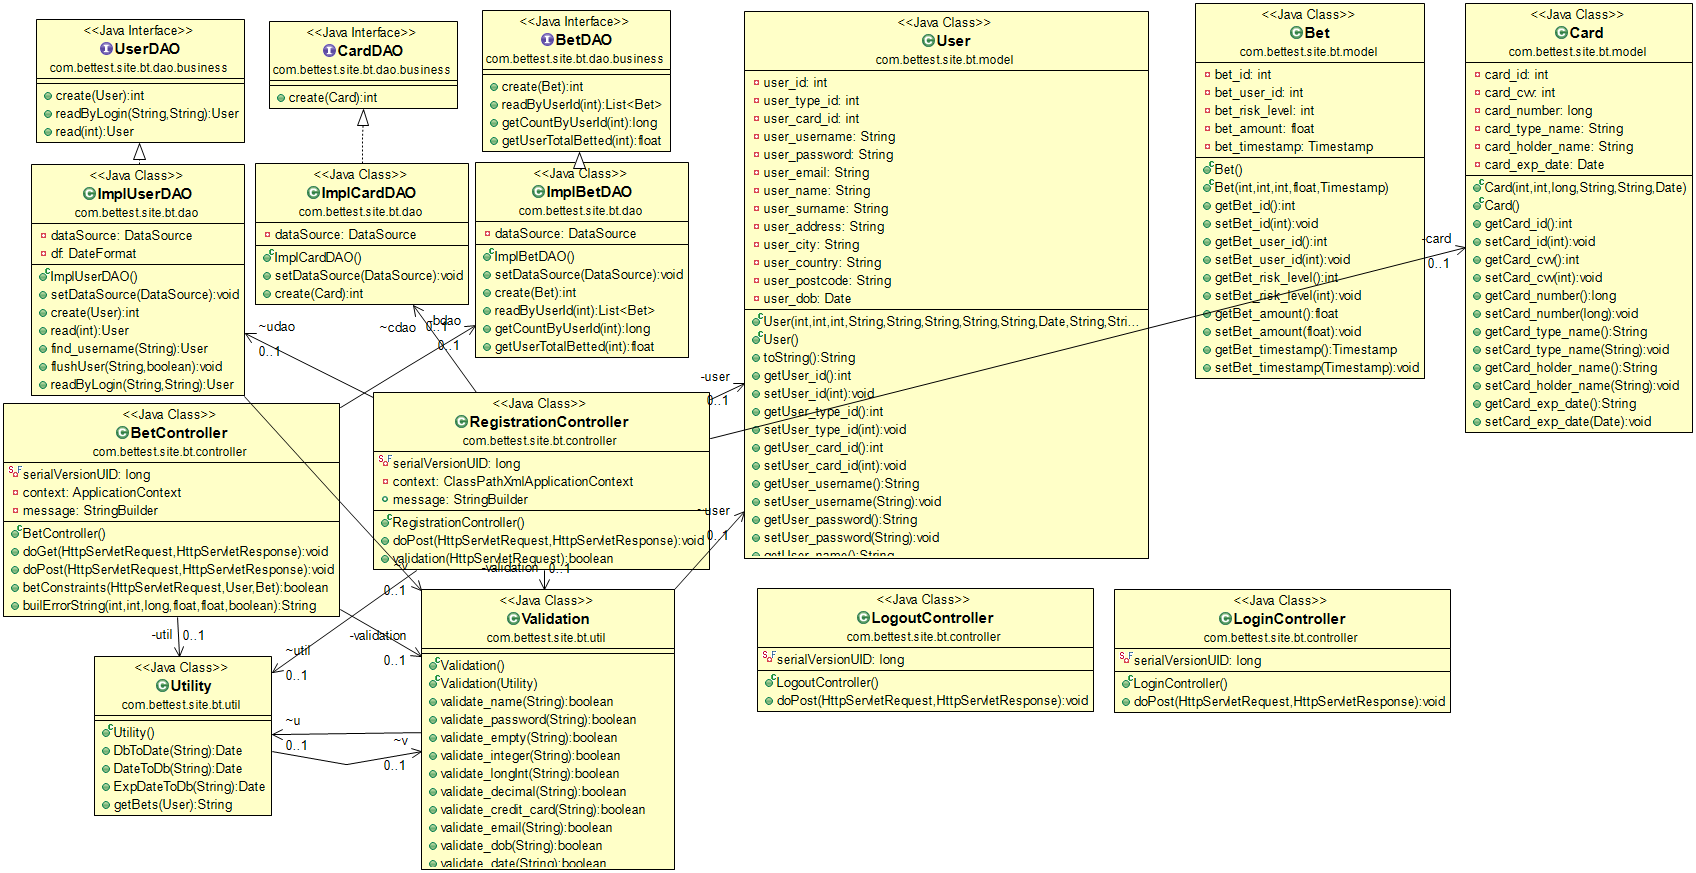 <<Java Interface>>
UserDAO
com.bettest.site.bt.dao.business
create(User):int
readByLogin(String,String):User
read(int):User
<<Java Interface>>
CardDAO
com.bettest.site.bt.dao.business
create(Card):int
<<Java Interface>>
BetDAO
com.bettest.site.bt.dao.business
create(Bet):int
readByUserId(int):List<Bet>
getCountByUserId(int):long
getUserTotalBetted(int):float
<<Java Class>>
User
com.bettest.site.bt.model
user_id: int
user_type_id: int
user_card_id: int
user_username: String
user_password: String
user_email: String
user_name: String
user_surname: String
user_address: String
user_city: String
user_country: String
user_postcode: String
user_dob: Date
User(int,int,int,String,String,String,String,String,Date,String,Stri...
User()
toString():String
getUser_id():int
setUser_id(int):void
getUser_type_id():int
setUser_type_id(int):void
getUser_card_id():int
setUser_card_id(int):void
getUser_username():String
setUser_username(String):void
getUser_password():String
setUser_password(String):void
getUser_name():String
<<Java Class>>
Bet
com.bettest.site.bt.model
bet_id: int
bet_user_id: int
bet_risk_level: int
bet_amount: float
bet_timestamp: Timestamp
Bet()
Bet(int,int,int,float,Timestamp)
getBet_id():int
setBet_id(int):void
getBet_user_id():int
setBet_user_id(int):void
getBet_risk_level():int
setBet_risk_level(int):void
getBet_amount():float
setBet_amount(float):void
getBet_timestamp():Timestamp
setBet_timestamp(Timestamp):void
<<Java Class>>
Card
com.bettest.site.bt.model
card_id: int
card_cvv: int
card_number: long
card_type_name: String
card_holder_name: String
card_exp_date: Date
Card(int,int,long,String,String,Date)
Card()
getCard_id():int
setCard_id(int):void
getCard_cvv():int
setCard_cvv(int):void
getCard_number():long
setCard_number(long):void
getCard_type_name():String
setCard_type_name(String):void
getCard_holder_name():String
setCard_holder_name(String):void
getCard_exp_date():String
setCard_exp_date(Date):void
-card
0..1
<<Java Class>>
ImplUserDAO
com.bettest.site.bt.dao
dataSource: DataSource
df: DateFormat
ImplUserDAO()
setDataSource(DataSource):void
create(User):int
read(int):User
find_username(String):User
flushUser(String,boolean):void
readByLogin(String,String):User
<<Java Class>>
ImplCardDAO
com.bettest.site.bt.dao
dataSource: DataSource
ImplCardDAO()
setDataSource(DataSource):void
create(Card):int
<<Java Class>>
ImplBetDAO
com.bettest.site.bt.dao
dataSource: DataSource
ImplBetDAO()
setDataSource(DataSource):void
create(Bet):int
readByUserId(int):List<Bet>
getCountByUserId(int):long
getUserTotalBetted(int):float
~udao
0..1
~cdao
0..1
-bdao
0..1
-user
0..1
<<Java Class>>
BetController
com.bettest.site.bt.controller
serialVersionUID: long
context: ApplicationContext
message: StringBuilder
BetController()
doGet(HttpServletRequest,HttpServletResponse):void
doPost(HttpServletRequest,HttpServletResponse):void
betConstraints(HttpServletRequest,User,Bet):boolean
builErrorString(int,int,long,float,float,boolean):String
<<Java Class>>
RegistrationController
com.bettest.site.bt.controller
serialVersionUID: long
context: ClassPathXmlApplicationContext
message: StringBuilder
RegistrationController()
doPost(HttpServletRequest,HttpServletResponse):void
validation(HttpServletRequest):boolean
~user
0..1
~v
0..1
-validation
0..1
-util
0..1
~util
0..1
-validation
0..1
<<Java Class>>
Utility
com.bettest.site.bt.util
Utility()
DbToDate(String):Date
DateToDb(String):Date
ExpDateToDb(String):Date
getBets(User):String
~u
0..1
~v
0..1
<<Java Class>>
Validation
com.bettest.site.bt.util
Validation()
Validation(Utility)
validate_name(String):boolean
validate_password(String):boolean
validate_empty(String):boolean
validate_integer(String):boolean
validate_longInt(String):boolean
validate_decimal(String):boolean
validate_credit_card(String):boolean
validate_email(String):boolean
validate_dob(String):boolean
validate_date(String):boolean
<<Java Class>>
LogoutController
com.bettest.site.bt.controller
serialVersionUID: long
LogoutController()
doPost(HttpServletRequest,HttpServletResponse):void
<<Java Class>>
LoginController
com.bettest.site.bt.controller
serialVersionUID: long
LoginController()
doPost(HttpServletRequest,HttpServletResponse):void